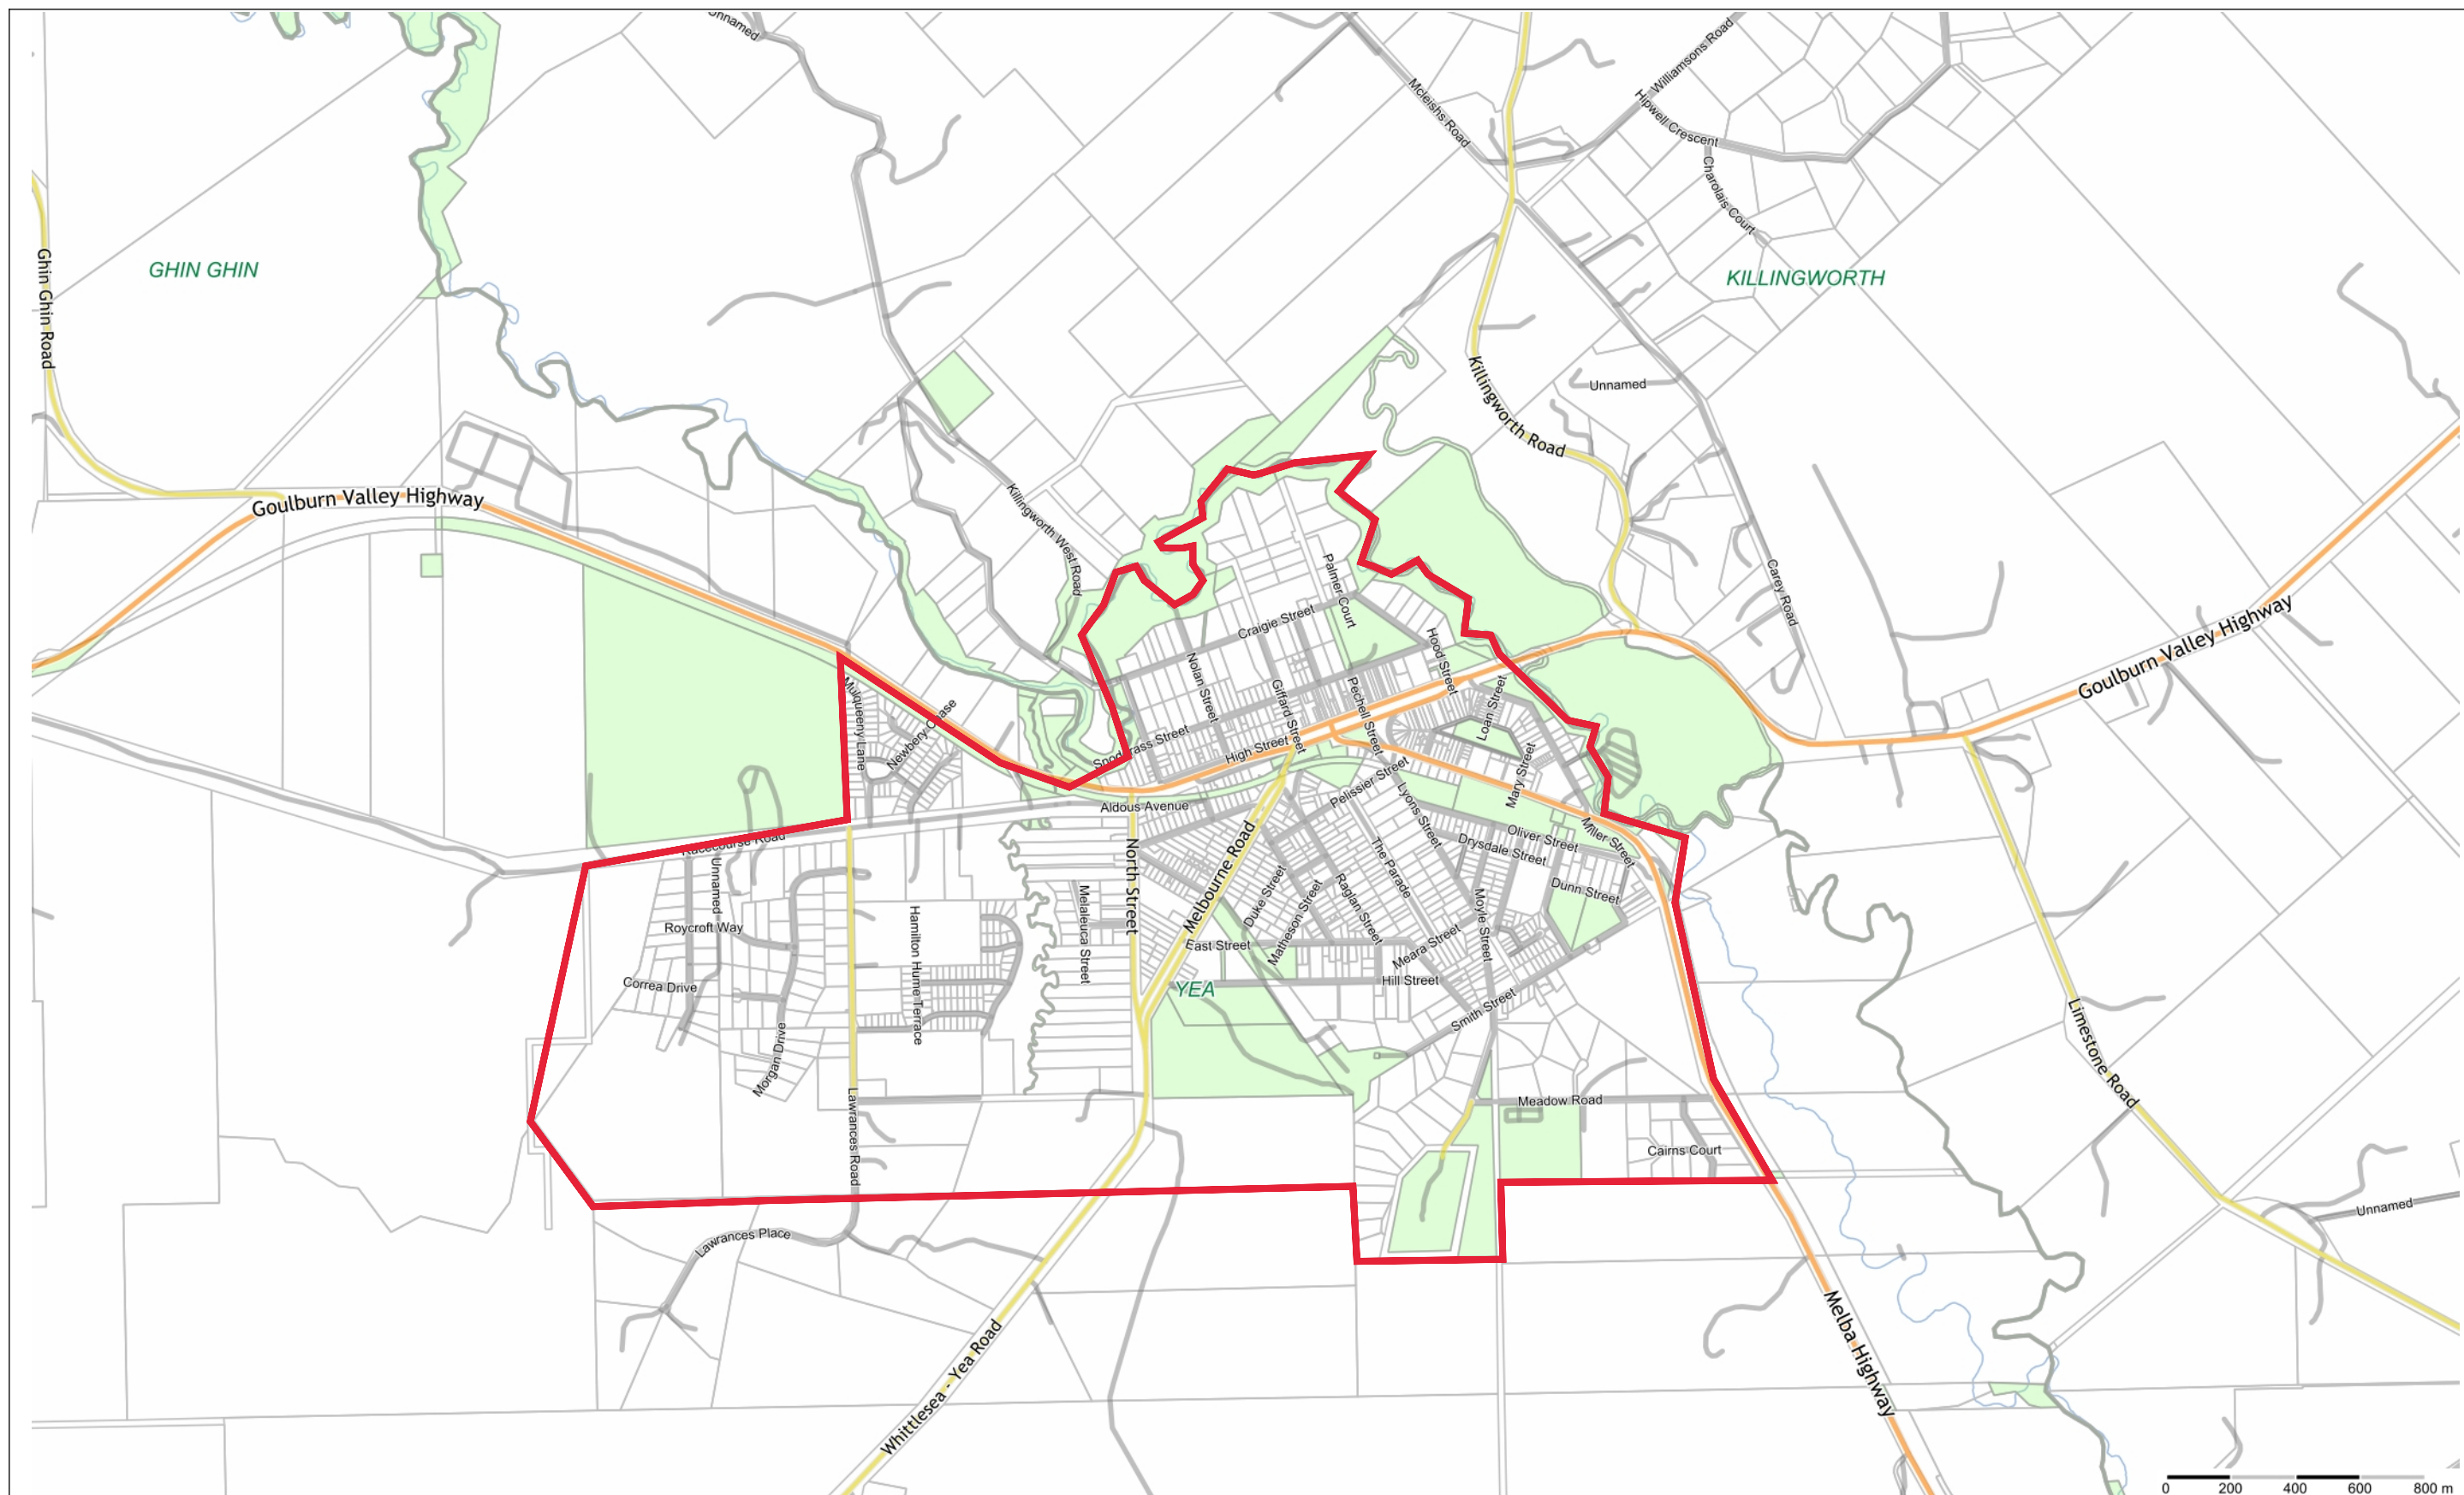 Unnamed
Williamsons Road
Mcleishs Road
Hipwell Crescent
Charolais Court
GHIN GHIN
KILLINGWORTH
Ghin Ghin Road
Killingworth Road
Unnamed
Goulburn Valley Highway
Killingworth West Road
Palmer Court
Carey Road
Craigie Street
Goulburn Valley Highway
Hood Street
Nolan Street
Giffard Street
Pechell Street
Loan Street
Mulqueeny Lane
Newbery Chase
Snodgrass Street
High Street
Mary Street
Pelissier Street
Aldous Avenue
Lyons Street
Miller Street
Oliver Street
Drysdale Street
Racecourse Road
North Street
Melbourne Road
The Parade
Duke Street
Raglan Street
Matheson Street
Dunn Street
Moyle Street
Unnamed
Roycroft Way
Melaleuca Street
Hamilton Hume Terrace
East Street
Meara Street
Hill Street
Correa Drive
YEA
Smith Street
Morgan Drive
Limestone Road
Lawrances Road
Meadow Road
Cairns Court
Unnamed
Lawrances Place
Whittlesea - Yea Road
Melba Highway
0 200 400 600 800 m